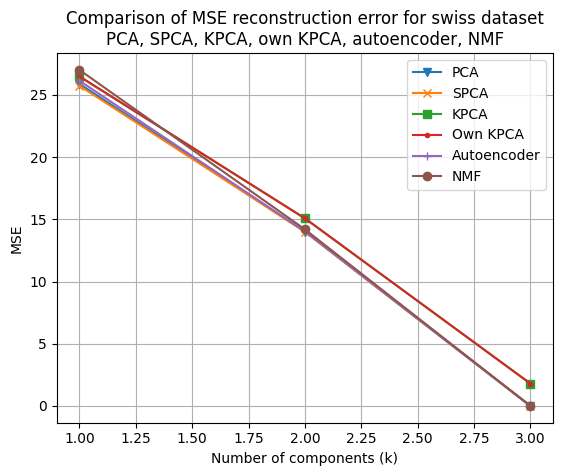 Comparison of MSE reconstruction error for swiss dataset
PCA, SPCA, KPCA, own KPCA, autoencoder, NMF
PCA
SPCA
KPCA
Own KPCA
Autoencoder
NMF
MSE
25
20
15
10
5
0
1.00 1.25 1.50 1.75 2.00 2.25 2.50 2.75 3.00
Number of components (k)